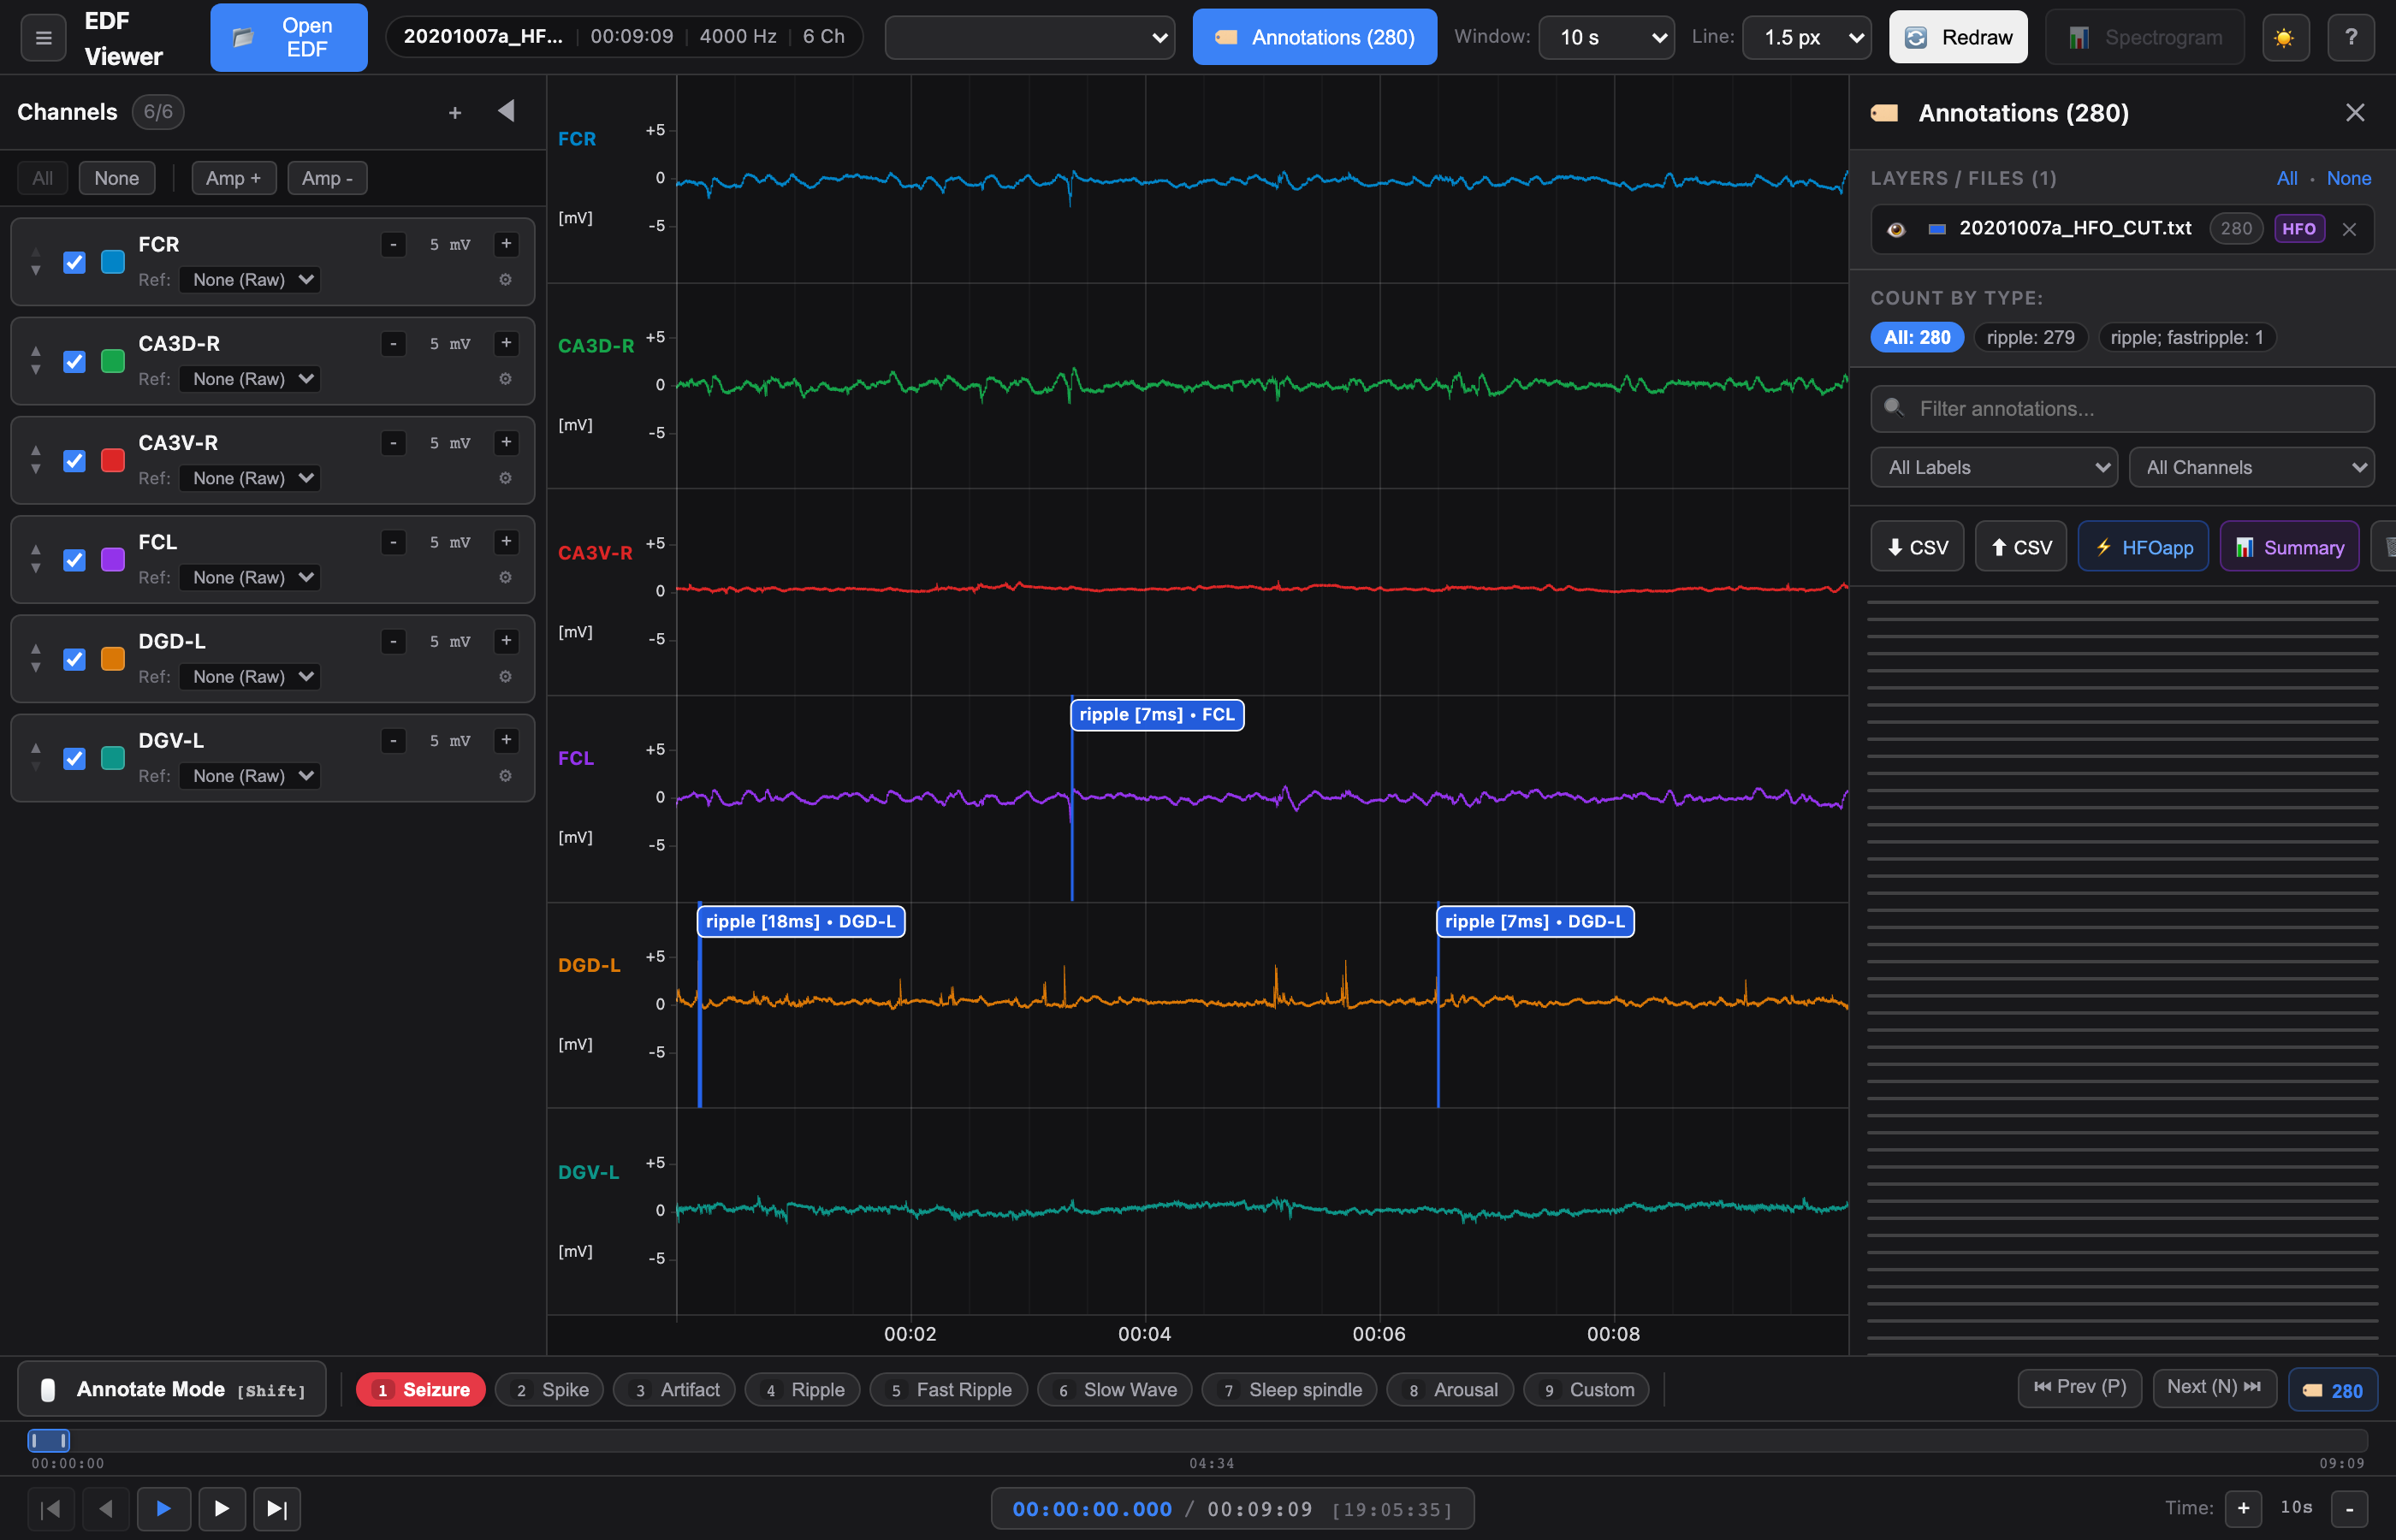 EDF Viewer
Open EDF
20201007a_HF... | 00:09:09 | 4000 Hz | 6 Ch
Annotations (280)
Window: 10 s
Line: 1.5 px
Redraw
Spectrogram
?
Channels 6/6 +
All None Amp + Amp -
FCR - 5 mV +
Ref: None (Raw)
CA3D-R - 5 mV +
Ref: None (Raw)
CA3V-R - 5 mV +
Ref: None (Raw)
FCL - 5 mV +
Ref: None (Raw)
DGD-L - 5 mV +
Ref: None (Raw)
DGV-L - 5 mV +
Ref: None (Raw)
FCR +5
0
[mV] -5
CA3D-R +5
0
[mV] -5
CA3V-R +5
0
[mV] -5
ripple [7ms] • FCL
FCL +5
0
[mV] -5
ripple [18ms] • DGD-L ripple [7ms] • DGD-L
DGD-L +5
0
[mV] -5
DGV-L +5
0
[mV] -5
00:02 00:04 00:06 00:08
Annotations (280)
LAYERS / FILES (1) All • None
20201007a_HFO_CUT.txt 280 HFO
COUNT BY TYPE:
All: 280 ripple: 279 ripple; fastripple: 1
Filter annotations...
All Labels All Channels
CSV CSV HFOapp Summary
Annotate Mode [Shift] 1 Seizure 2 Spike 3 Artifact 4 Ripple 5 Fast Ripple 6 Slow Wave 7 Sleep spindle 8 Arousal 9 Custom
Prev (P) Next (N) 280
00:00:00 04:34 09:09
00:00:00.000 / 00:09:09 [19:05:35]
Time: + 10s -